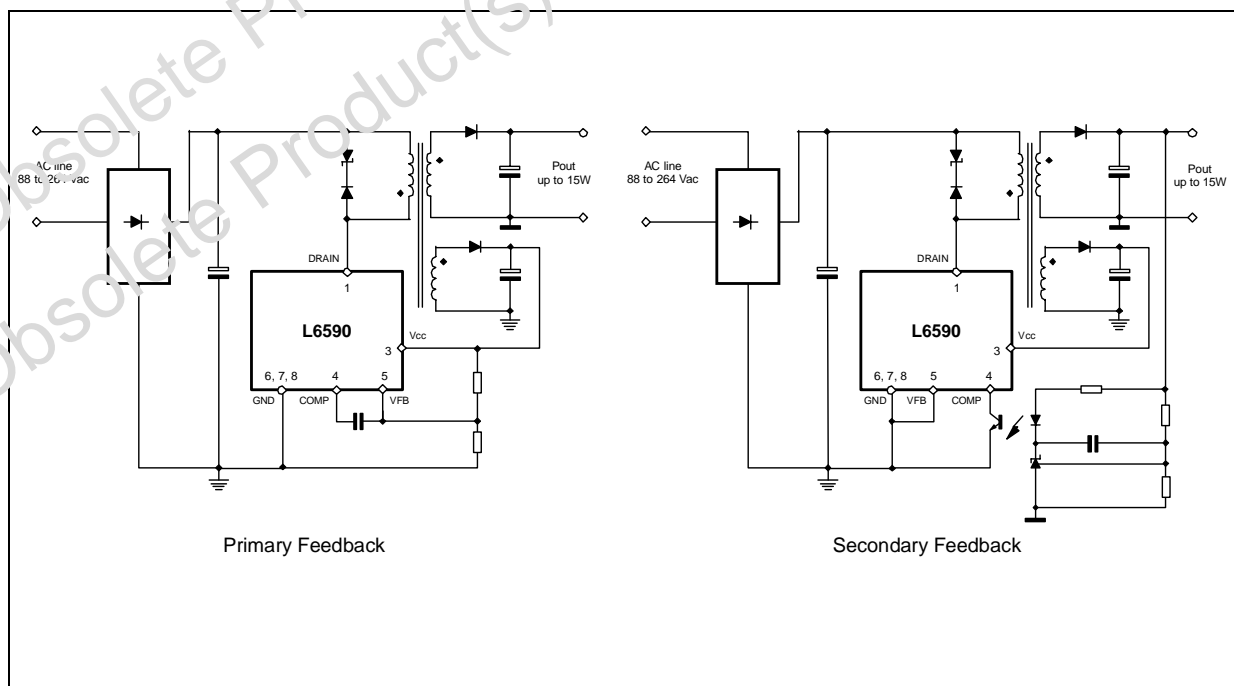 Obsolete Product(s)
AC line
88 to 264 Vac
Pout
up to 15W
DRAIN
1
L6590
Vcc
3
6, 7, 8
4
5
GND
COMP
VFB
Primary Feedback
AC line
88 to 264 Vac
Pout
up to 15W
DRAIN
1
L6590
Vcc
3
6, 7, 8
5
4
GND
VFB
COMP
Secondary Feedback